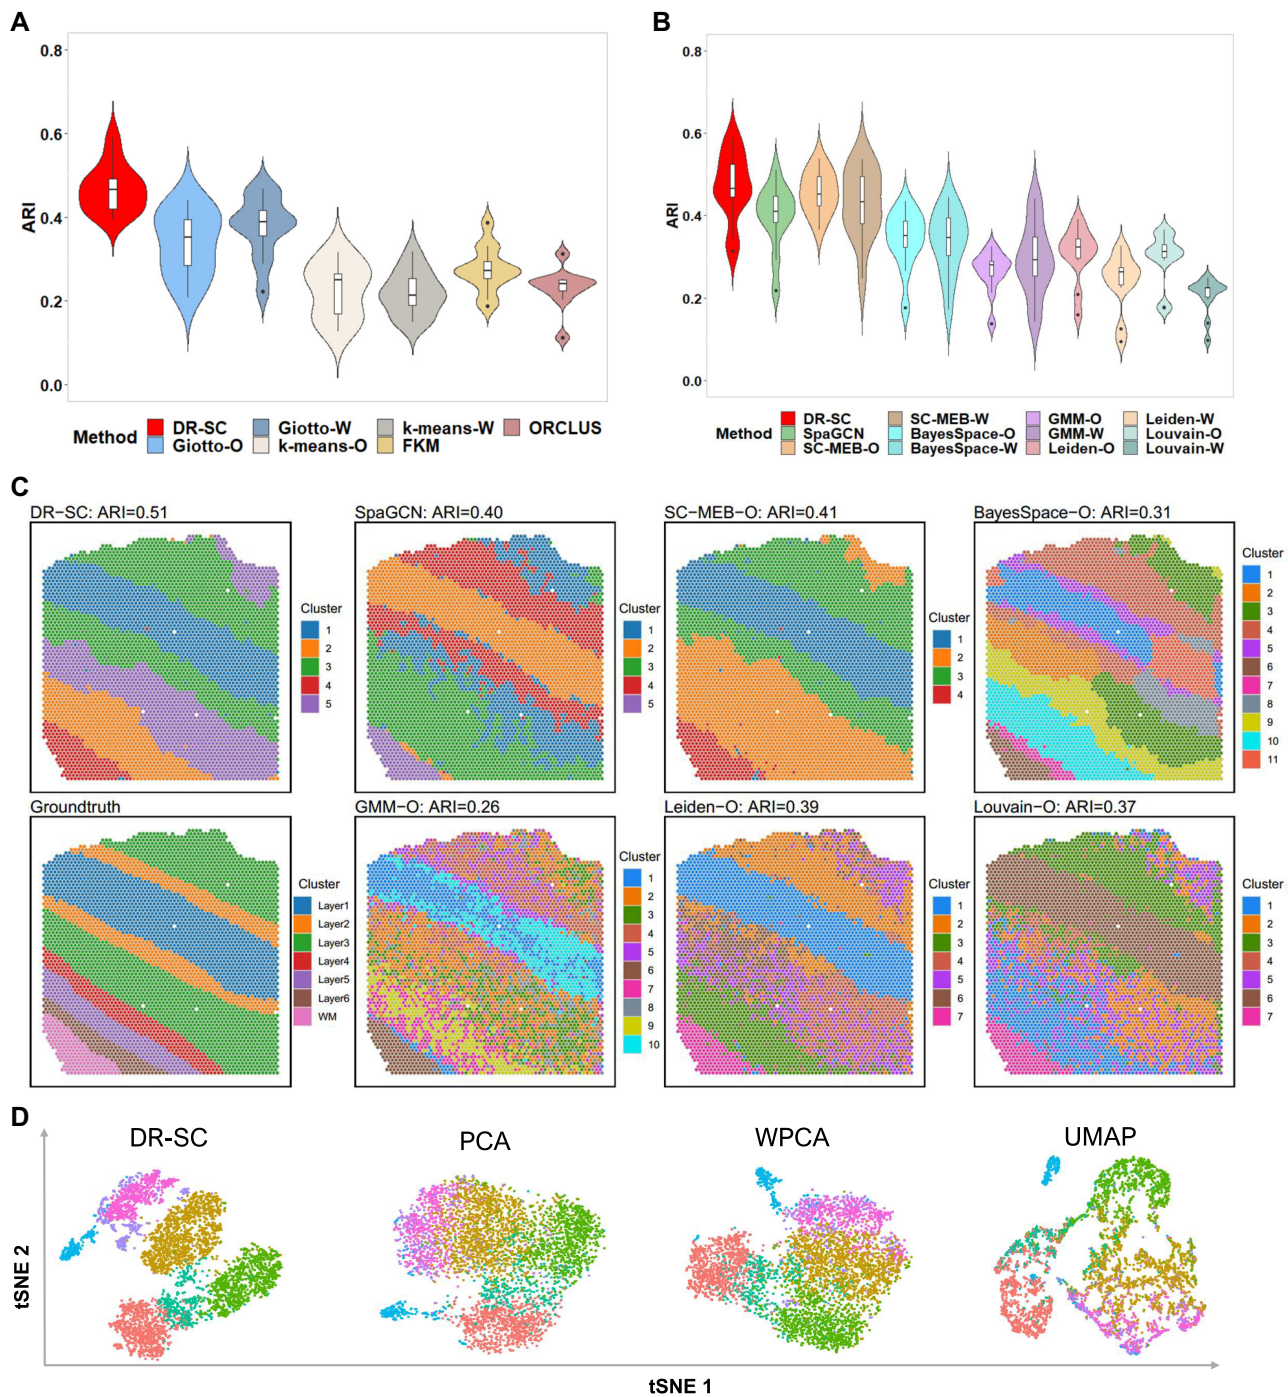 A
0.8
0.6
0.4
0.2
0.0
ARI
Method
DR-SC
Giotto-O
Giotto-W
k-means-O
k-means-W
FKM
ORCLUS
B
0.8
0.6
0.4
0.2
0.0
ARI
Method
DR-SC
SpaGCN
SC-MEB-O
SC-MEB-W
BayesSpace-O
BayesSpace-W
GMM-O
GMM-W
Leiden-O
Leiden-W
Louvain-O
Louvain-W
C
DR−SC: ARI=0.51
Cluster
1
2
3
4
5
SpaGCN: ARI=0.40
Cluster
1
2
3
4
5
SC−MEB−O: ARI=0.41
Cluster
1
2
3
4
BayesSpace−O: ARI=0.31
Cluster
1
2
3
4
5
6
7
8
9
10
11
Groundtruth
Cluster
Layer1
Layer2
Layer3
Layer4
Layer5
Layer6
WM
GMM−O: ARI=0.26
Cluster
1
2
3
4
5
6
7
8
9
10
Leiden−O: ARI=0.39
Cluster
1
2
3
4
5
6
7
Louvain−O: ARI=0.37
Cluster
1
2
3
4
5
6
7
D
DR-SC
PCA
WPCA
UMAP
tSNE 2
tSNE 1